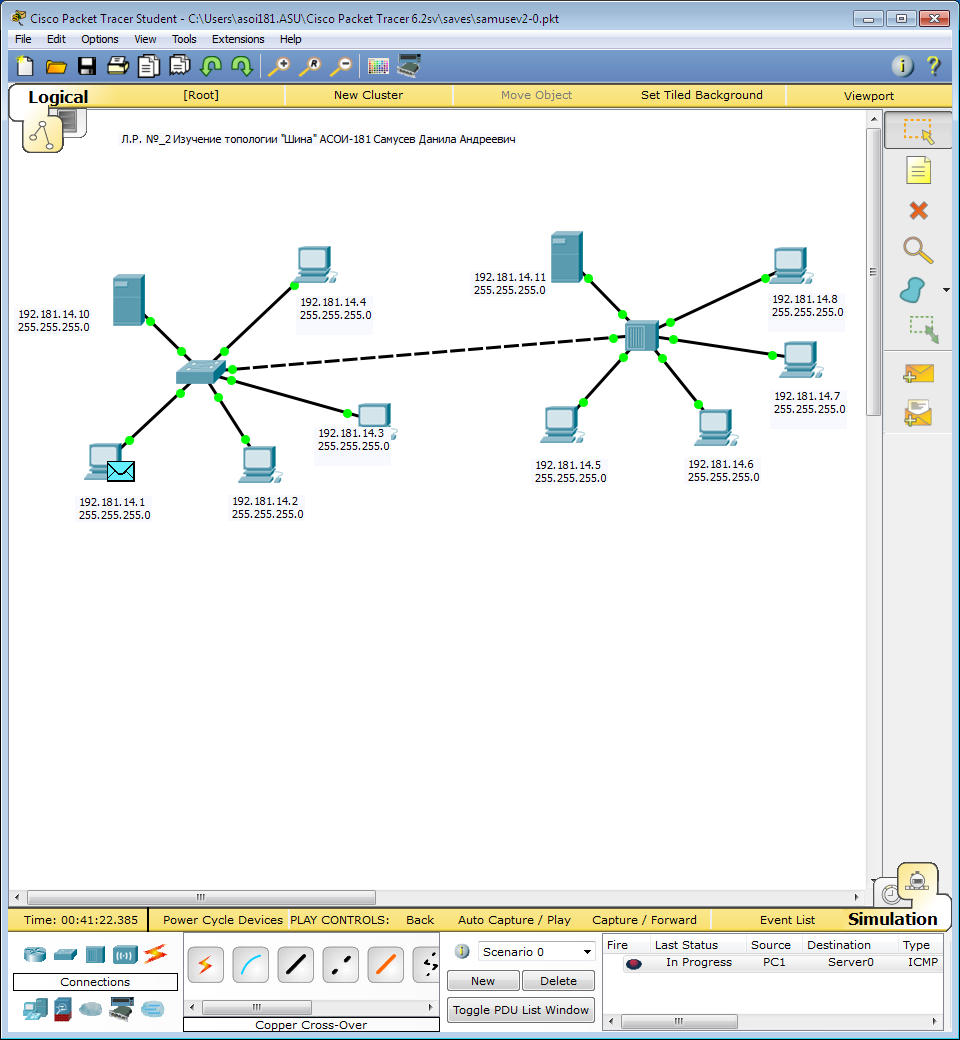 Cisco Packet Tracer Student - C:\Users\asoi181.ASU\Cisco Packet Tracer 6.2sv\saves\samusev2-0.pkt
File Edit Options View Tools Extensions Help
Logical [Root] New Cluster Move Object Set Tiled Background Viewport
Л.Р. №_2 Изучение топологии "Шина" АСОИ-181 Самусев Данила Андреевич
192.181.14.11
255.255.255.0
192.181.14.8
255.255.255.0
192.181.14.4
255.255.255.0
192.181.14.10
255.255.255.0
192.181.14.7
255.255.255.0
192.181.14.3
255.255.255.0
192.181.14.5
255.255.255.0
192.181.14.6
255.255.255.0
192.181.14.1
255.255.255.0
192.181.14.2
255.255.255.0
Time: 00:41:22.385 Power Cycle Devices PLAY CONTROLS: Back Auto Capture / Play Capture / Forward Event List Simulation
Connections
Copper Cross-Over
Scenario 0
New Delete
Toggle PDU List Window
Fire Last Status Source Destination Type
In Progress PC1 Server0 ICMP